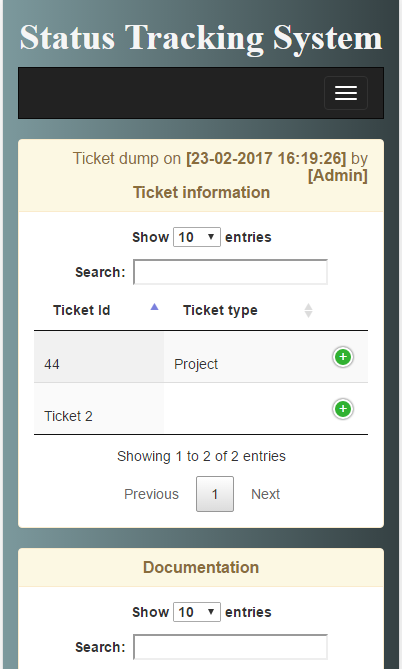 Status Tracking System
Ticket dump on [23-02-2017 16:19:26] by
[Admin]
Ticket information
Show 10 entries
Search:
Ticket Id Ticket type
44 Project
Ticket 2
Showing 1 to 2 of 2 entries
Previous 1 Next
Documentation
Show 10 entries
Search: